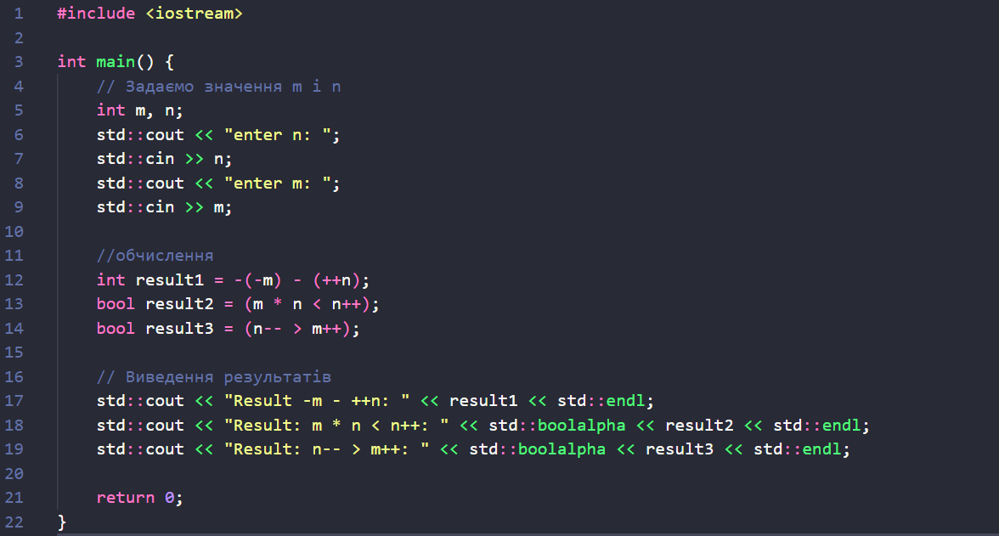 1 #include <iostream>
2
3 int main() {
4     // Задаємо значення m і n
5     int m, n;
6     std::cout << "enter n: ";
7     std::cin >> n;
8     std::cout << "enter m: ";
9     std::cin >> m;
10
11     //обчислення
12     int result1 = -(-m) - (++n);
13     bool result2 = (m * n < n++);
14     bool result3 = (n-- > m++);
15
16     // Виведення результатів
17     std::cout << "Result -m - ++n: " << result1 << std::endl;
18     std::cout << "Result: m * n < n++: " << std::boolalpha << result2 << std::endl;
19     std::cout << "Result: n-- > m++: " << std::boolalpha << result3 << std::endl;
20
21     return 0;
22 }